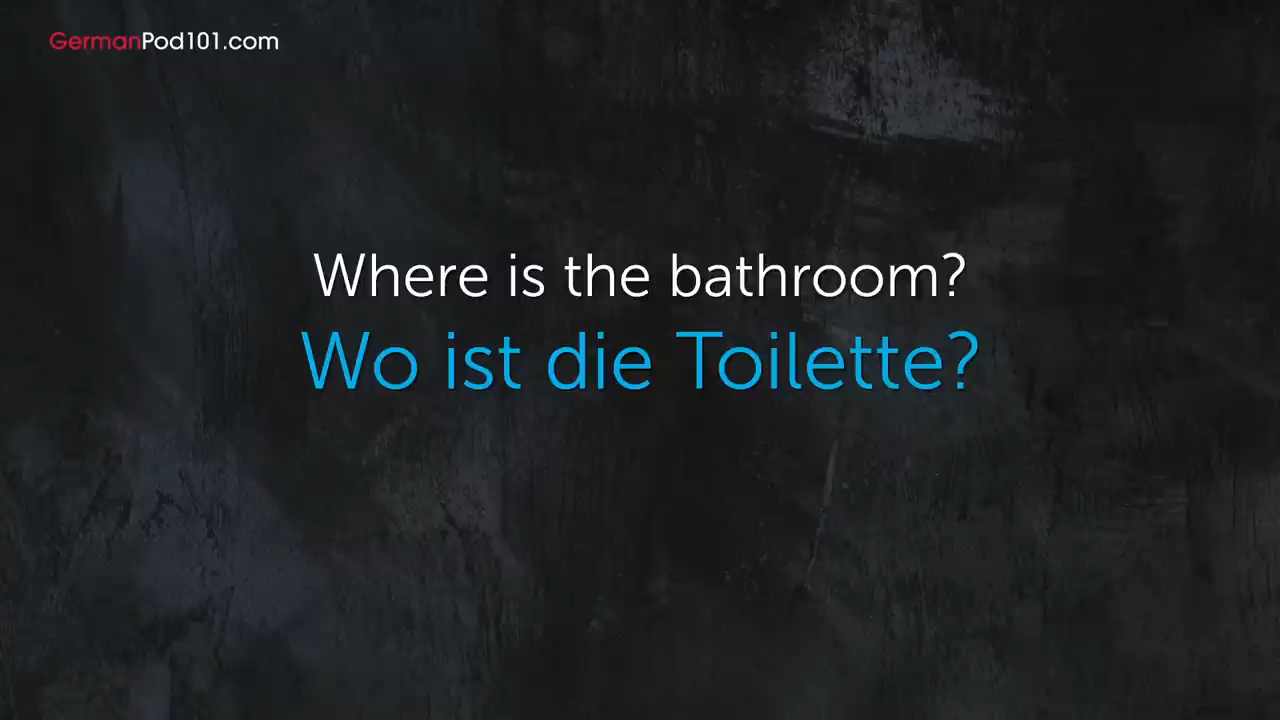 GermanPod101.com
Where is the bathroom?
Wo ist die Toilette?